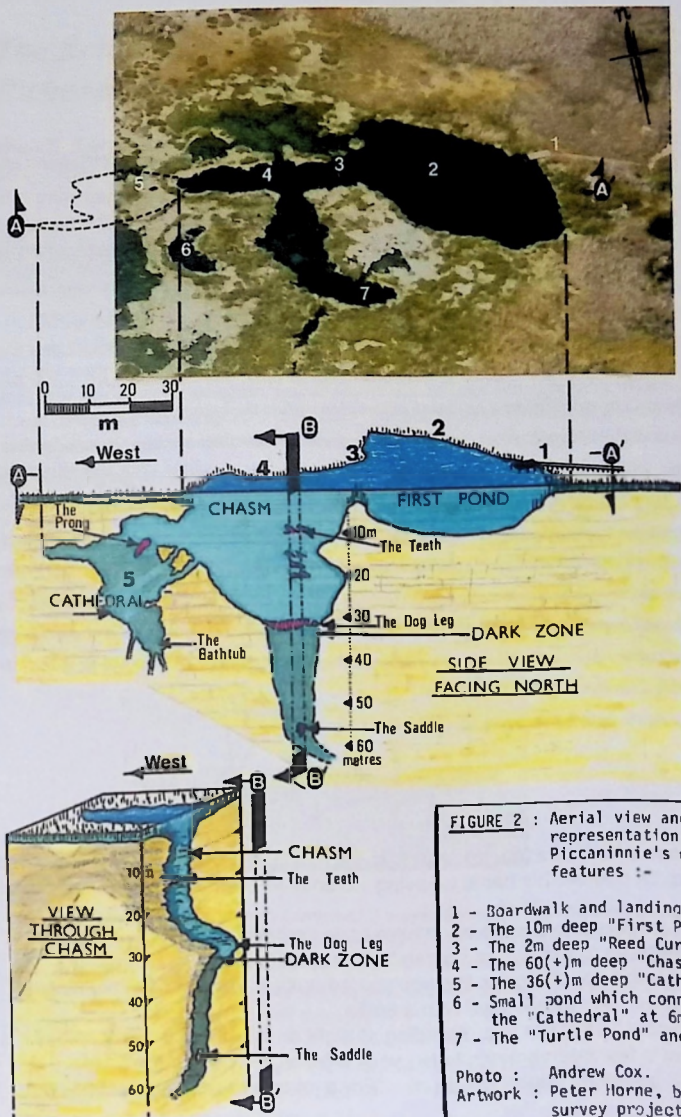 n
1
2
3
4
5
6
7
A
A'
0 10 20 30
m
West
B
A-
-A'
4
3
2
1
CHASM
FIRST POND
The
Prong
10m
The Teeth
20
5
CATHEDRAL
30
The Dog Leg
DARK ZONE
The
Bathtub
40
SIDE VIEW
FACING NORTH
50
The Saddle
60
metres
B'
West
B
CHASM
10m
The Teeth
VIEW
THROUGH
CHASM
20
The Dog Leg
DARK ZONE
30
40
50
The Saddle
60
B'
FIGURE 2 : Aerial view and
representation
Piccaninnie's
features :-
1 - Boardwalk and landing
2 - The 10m deep "First P
3 - The 2m deep "Reed Cur
4 - The 60(+)m deep "Chas
5 - The 36(+)m deep "Cath
6 - Small pond which conn
the "Cathedral" at 6m
7 - The "Turtle Pond" and
Photo : Andrew Cox.
Artwork : Peter Horne, b
survey project